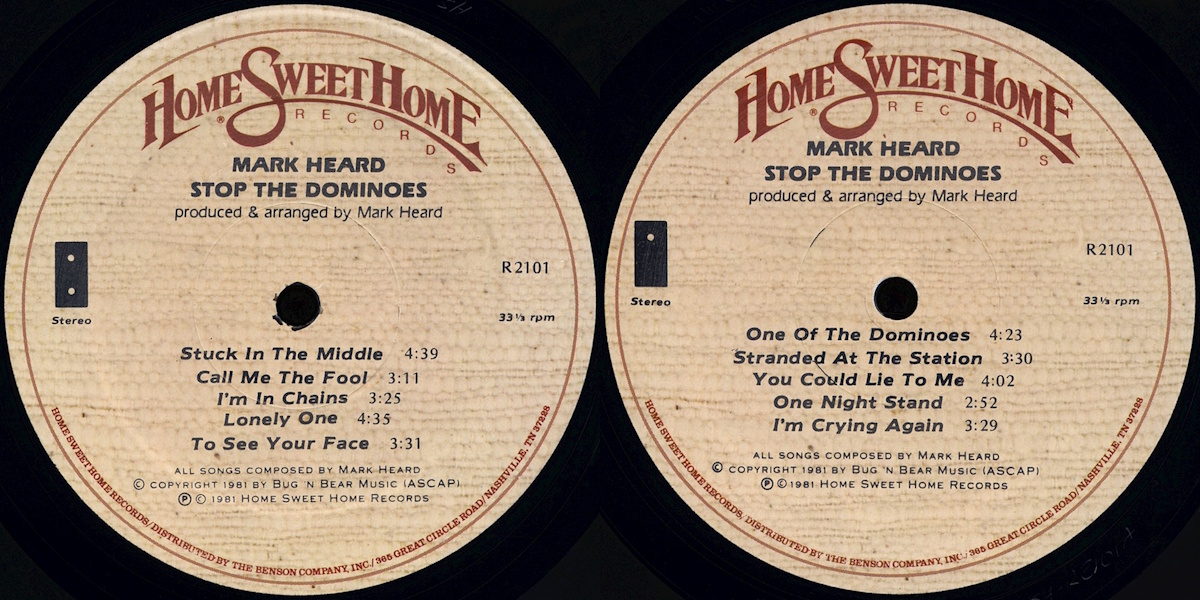 HOME SWEET HOME
®
RECORDS
MARK HEARD
STOP THE DOMINOES
produced & arranged by Mark Heard
R2101
Stereo
33⅓ rpm
Stuck In The Middle 4:39
Call Me The Fool 3:11
I'm In Chains 3:25
Lonely One 4:35
To See Your Face 3:31
ALL SONGS COMPOSED BY MARK HEARD
© COPYRIGHT 1981 BY BUG 'N BEAR MUSIC (ASCAP)
℗ © 1981 HOME SWEET HOME RECORDS
HOME SWEET HOME RECORDS/DISTRIBUTED BY THE BENSON COMPANY, INC./365 GREAT CIRCLE ROAD/NASHVILLE, TN 37228
HOME SWEET HOME
®
RECORDS
MARK HEARD
STOP THE DOMINOES
produced & arranged by Mark Heard
R2101
Stereo
33⅓ rpm
One Of The Dominoes 4:23
Stranded At The Station 3:30
You Could Lie To Me 4:02
One Night Stand 2:52
I'm Crying Again 3:29
ALL SONGS COMPOSED BY MARK HEARD
© COPYRIGHT 1981 BY BUG 'N BEAR MUSIC (ASCAP)
℗ © 1981 HOME SWEET HOME RECORDS
HOME SWEET HOME RECORDS/DISTRIBUTED BY THE BENSON COMPANY, INC./365 GREAT CIRCLE ROAD/NASHVILLE, TN 37228